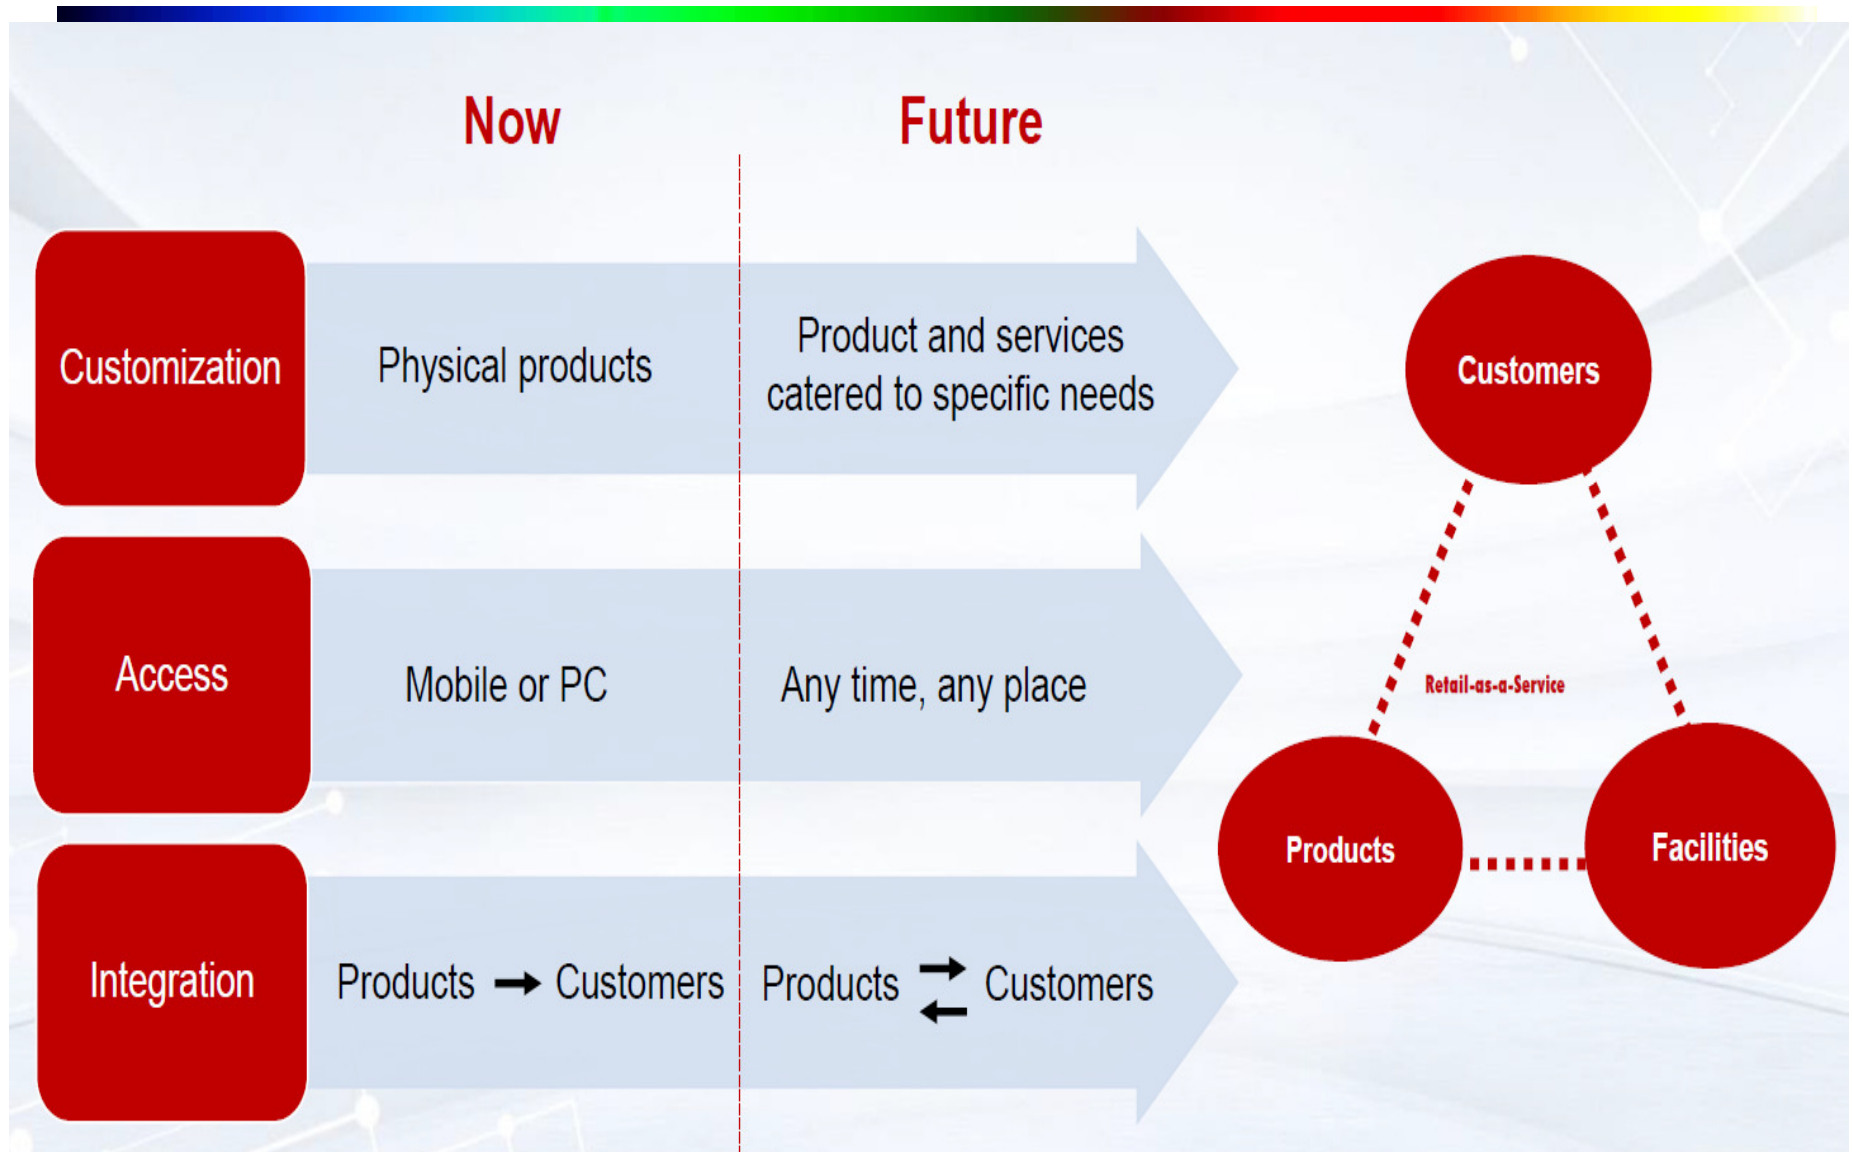 Now
Future
Customization
Physical products
Product and services
catered to specific needs
Access
Mobile or PC
Any time, any place
Integration
Products → Customers
Products ⇄ Customers
Customers
Retail-as-a-Service
Products
Facilities